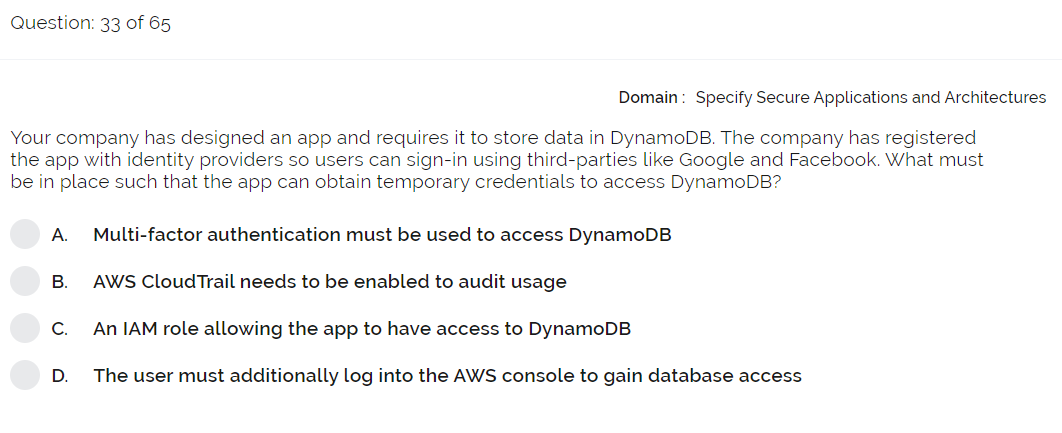 Question: 33 of 65
Domain : Specify Secure Applications and Architectures
Your company has designed an app and requires it to store data in DynamoDB. The company has registered
the app with identity providers so users can sign-in using third-parties like Google and Facebook. What must
be in place such that the app can obtain temporary credentials to access DynamoDB?
A. Multi-factor authentication must be used to access DynamoDB
B. AWS CloudTrail needs to be enabled to audit usage
C. An IAM role allowing the app to have access to DynamoDB
D. The user must additionally log into the AWS console to gain database access